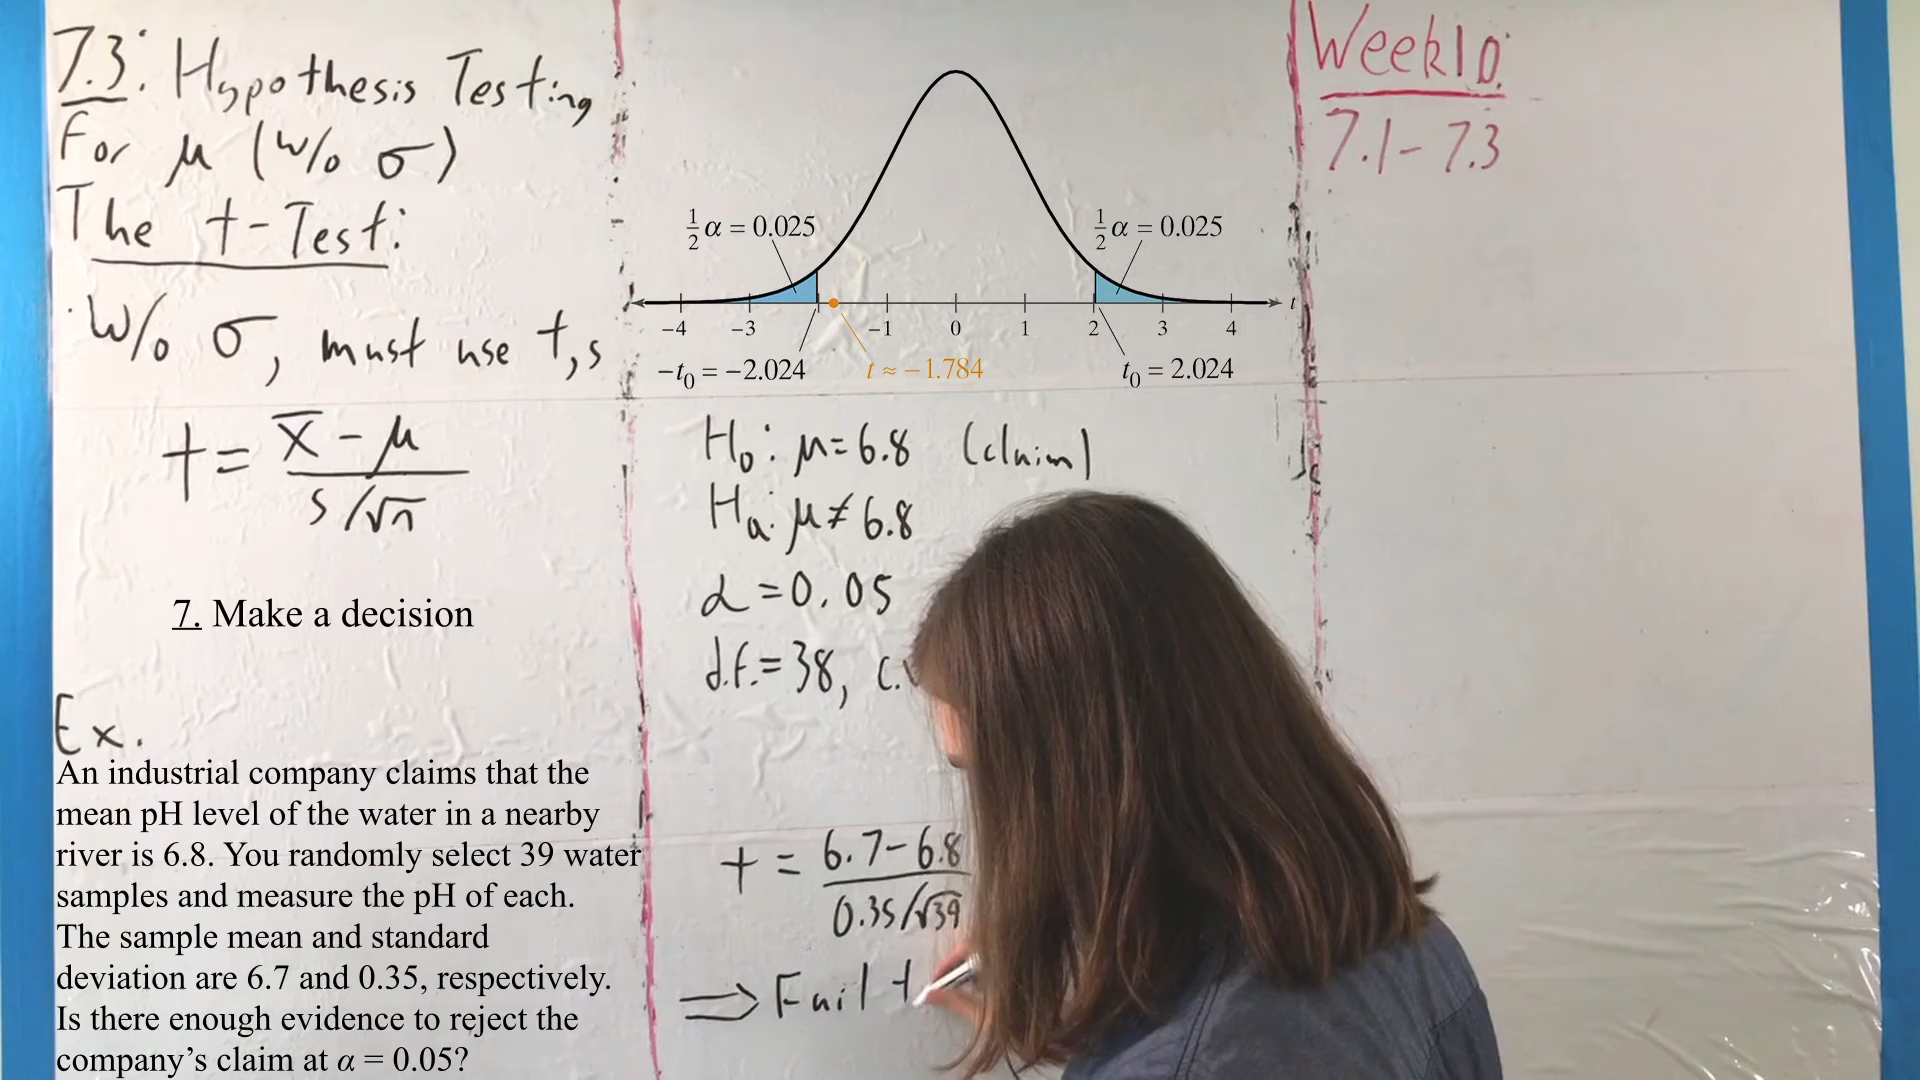 7.3: Hypothesis Testing
For μ (w/o σ)
The t-Test:
· W/o σ, must use t, s
t = x̄ - μ / s/√n
7. Make a decision
Ex.
An industrial company claims that the
mean pH level of the water in a nearby
river is 6.8. You randomly select 39 water
samples and measure the pH of each.
The sample mean and standard
deviation are 6.7 and 0.35, respectively.
Is there enough evidence to reject the
company’s claim at α = 0.05?
½α = 0.025
½α = 0.025
−4 −3 −1 0 1 2 3 4 t
−t₀ = −2.024
t ≈ −1.784
t₀ = 2.024
H₀: μ = 6.8 (claim)
Hₐ: μ ≠ 6.8
α = 0.05
d.f. = 38,
t = 6.7 - 6.8 / 0.35/√39
⇒ Fail
Week 10:
7.1 - 7.3